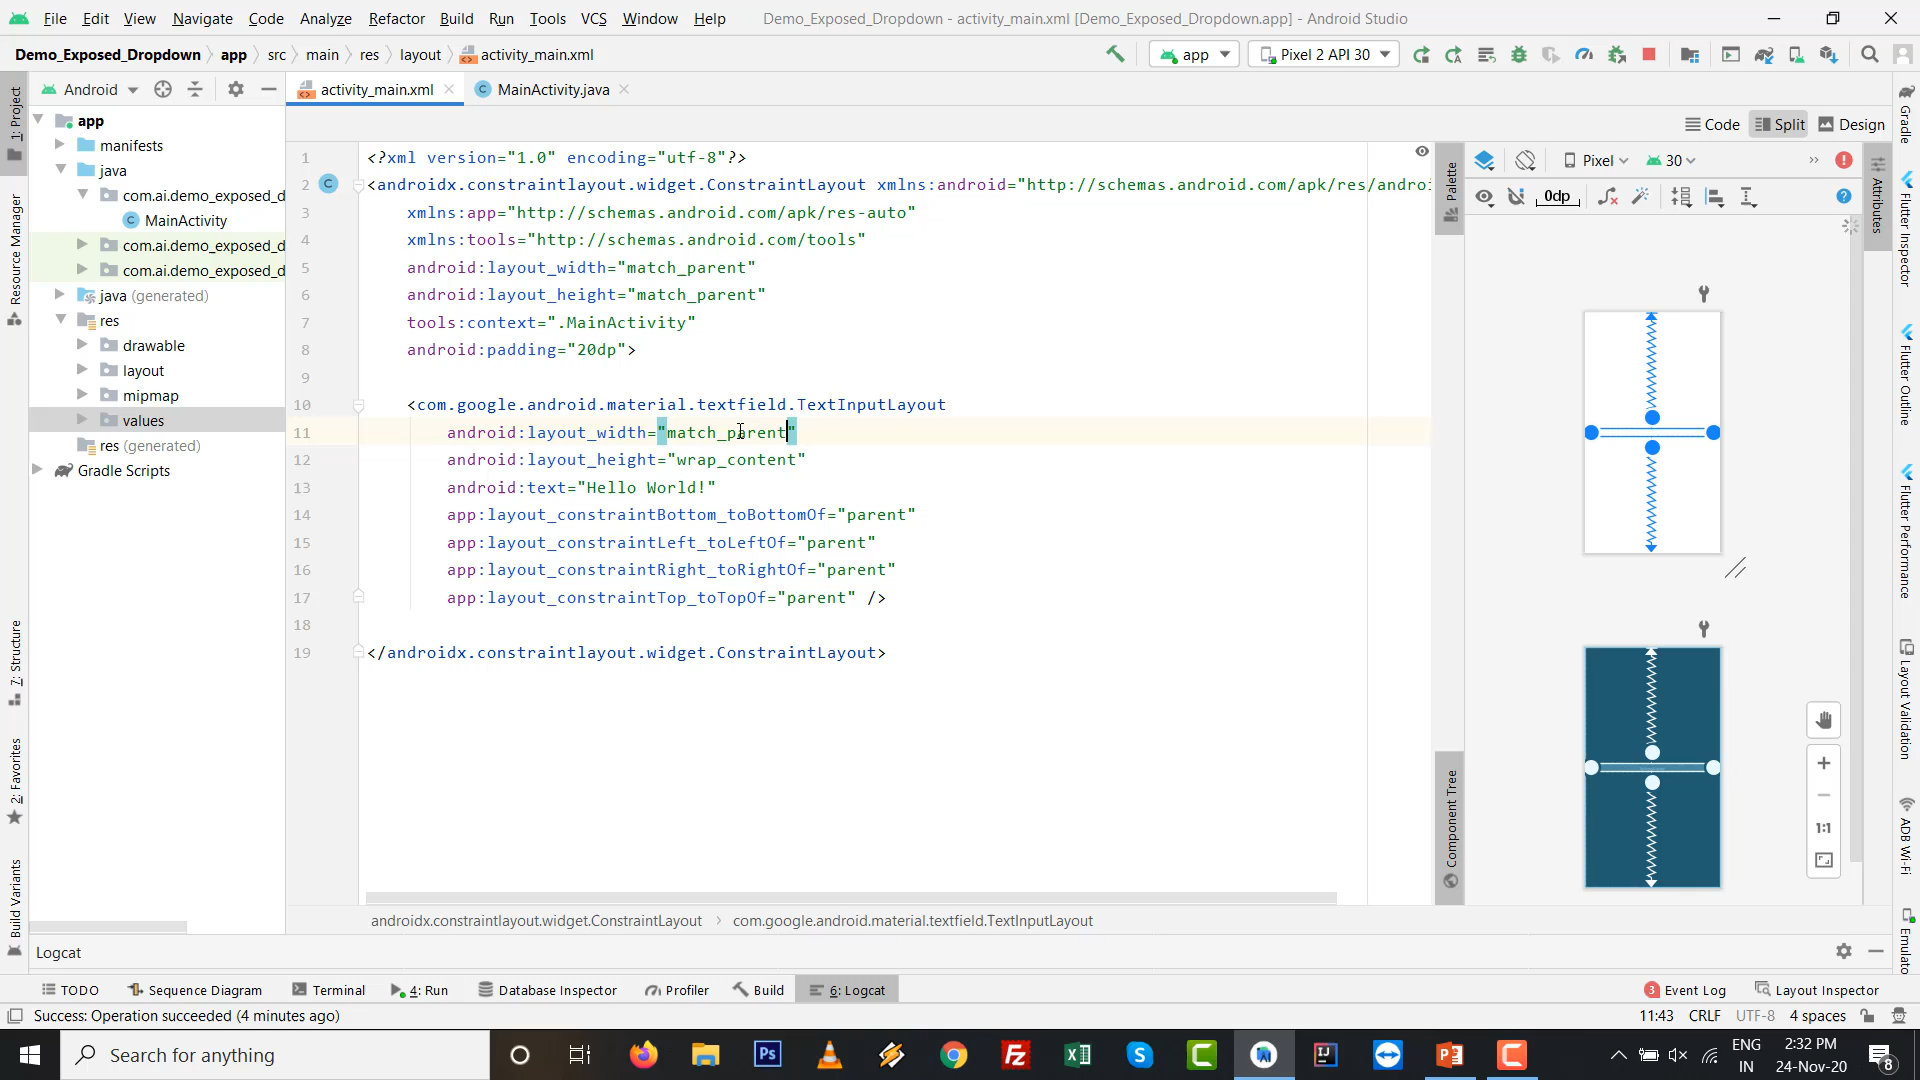 File Edit View Navigate Code Analyze Refactor Build Run Tools VCS Window Help Demo_Exposed_Dropdown - activity_main.xml [Demo_Exposed_Dropdown.app] - Android Studio
Demo_Exposed_Dropdown app src main res layout activity_main.xml app Pixel 2 API 30
Android activity_main.xml MainActivity.java
Code Split Design
1: Project
Resource Manager
7: Structure
2: Favorites
Build Variants
app
manifests
java
com.ai.demo_exposed_d
MainActivity
com.ai.demo_exposed_d
com.ai.demo_exposed_d
java (generated)
res
drawable
layout
mipmap
values
res (generated)
Gradle Scripts
1 <?xml version="1.0" encoding="utf-8"?>
2 <androidx.constraintlayout.widget.ConstraintLayout xmlns:android="http://schemas.android.com/apk/res/androi
3 xmlns:app="http://schemas.android.com/apk/res-auto"
4 xmlns:tools="http://schemas.android.com/tools"
5 android:layout_width="match_parent"
6 android:layout_height="match_parent"
7 tools:context=".MainActivity"
8 android:padding="20dp">
9
10 <com.google.android.material.textfield.TextInputLayout
11 android:layout_width="match_parent"
12 android:layout_height="wrap_content"
13 android:text="Hello World!"
14 app:layout_constraintBottom_toBottomOf="parent"
15 app:layout_constraintLeft_toLeftOf="parent"
16 app:layout_constraintRight_toRightOf="parent"
17 app:layout_constraintTop_toTopOf="parent" />
18
19 </androidx.constraintlayout.widget.ConstraintLayout>
androidx.constraintlayout.widget.ConstraintLayout com.google.android.material.textfield.TextInputLayout
Palette
Component Tree
Pixel 30
0dp
1:1
Attributes
Gradle
Flutter Inspector
Flutter Outline
Flutter Performance
Layout Validation
ADB Wi-Fi
Emulato
Logcat
TODO Sequence Diagram Terminal 4: Run Database Inspector Profiler Build 6: Logcat 3 Event Log Layout Inspector
Success: Operation succeeded (4 minutes ago) 11:43 CRLF UTF-8 4 spaces
Search for anything
ENG
IN
2:32 PM
24-Nov-20
8